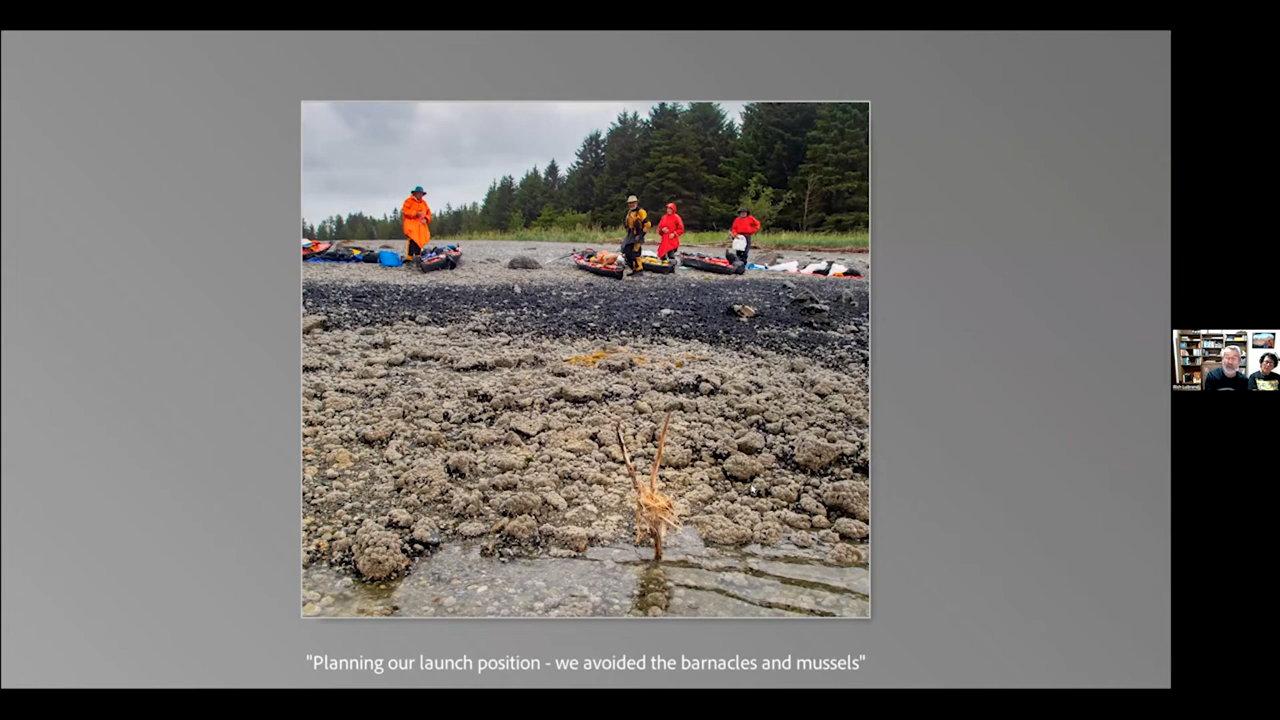 "Planning our launch position - we avoided the barnacles and mussels"